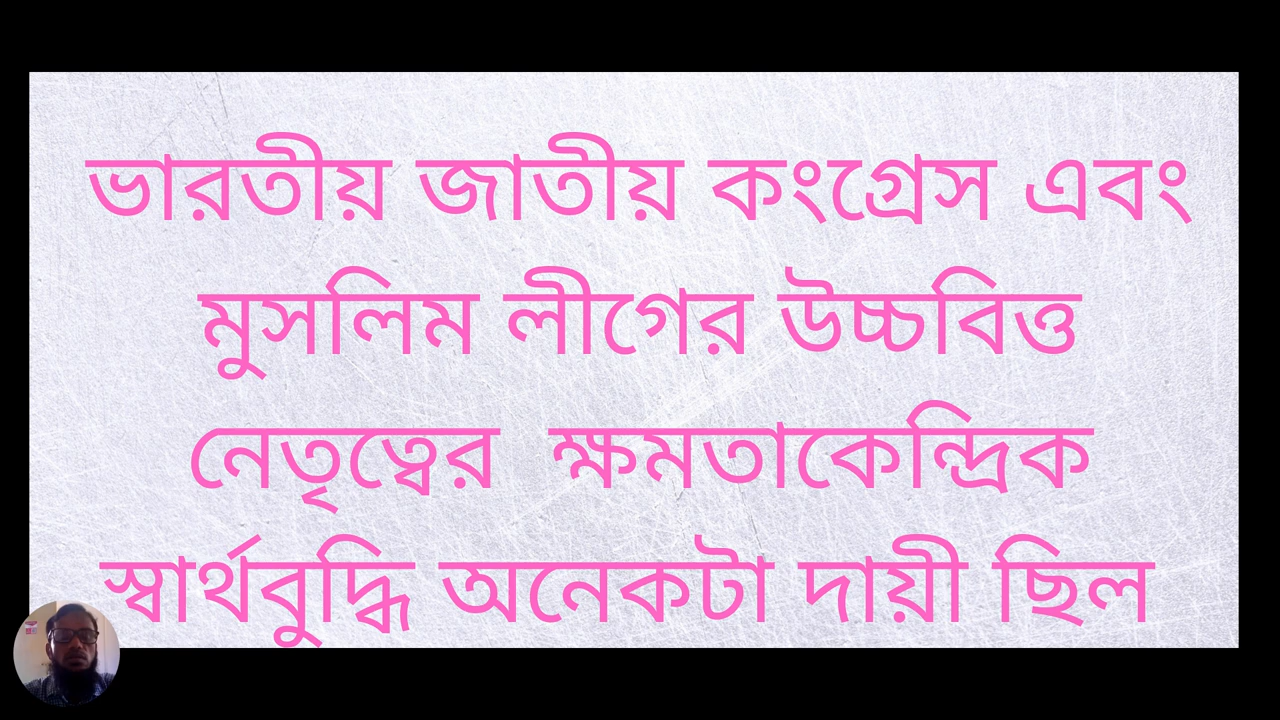 ভারতীয় জাতীয় কংগ্রেস এবং
মুসলিম লীগের উচ্চবিত্ত
নেতৃত্বের ক্ষমতাকেন্দ্রিক
স্বার্থবুদ্ধি অনেকটা দায়ী ছিল